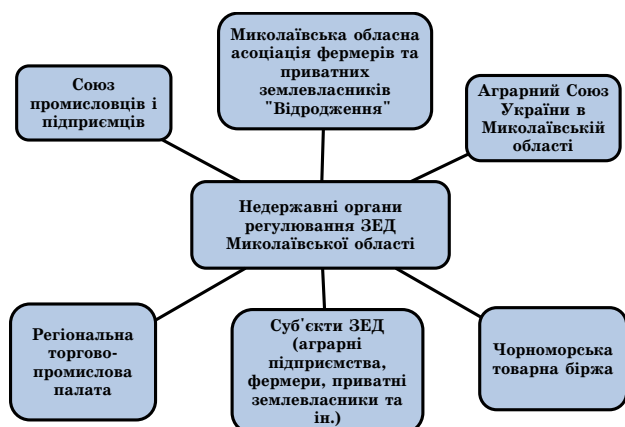 Миколаївська обласна
асоціація фермерів та
приватних
землевласників
"Відродження"
Союз
промисловців і
підприємців
Аграрний Союз
України в
Миколаївській
області
Недержавні органи
регулювання ЗЕД
Миколаївської області
Регіональна
торгово-
промислова
палата
Суб'єкти ЗЕД
(аграрні
підприємства,
фермери, приватні
землевласники та
ін.)
Чорноморська
товарна біржа